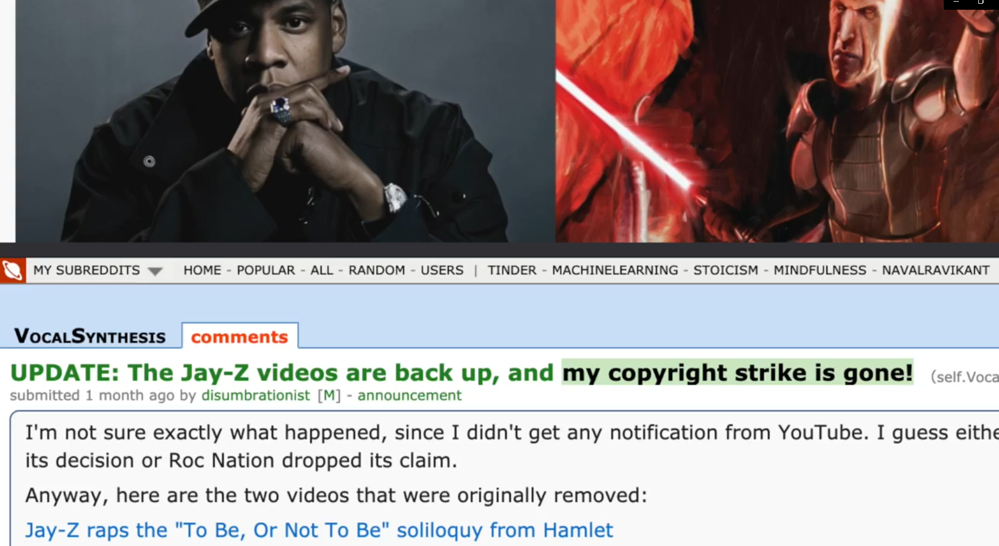 MY SUBREDDITS HOME - POPULAR - ALL - RANDOM - USERS | TINDER - MACHINELEARNING - STOICISM - MINDFULNESS - NAVALRAVIKANT
VOCALSYNTHESIS comments
UPDATE: The Jay-Z videos are back up, and my copyright strike is gone! (self.Voca
submitted 1 month ago by disumbrationist [M] - announcement
I'm not sure exactly what happened, since I didn't get any notification from YouTube. I guess eithe
its decision or Roc Nation dropped its claim.
Anyway, here are the two videos that were originally removed:
Jay-Z raps the "To Be, Or Not To Be" soliloquy from Hamlet